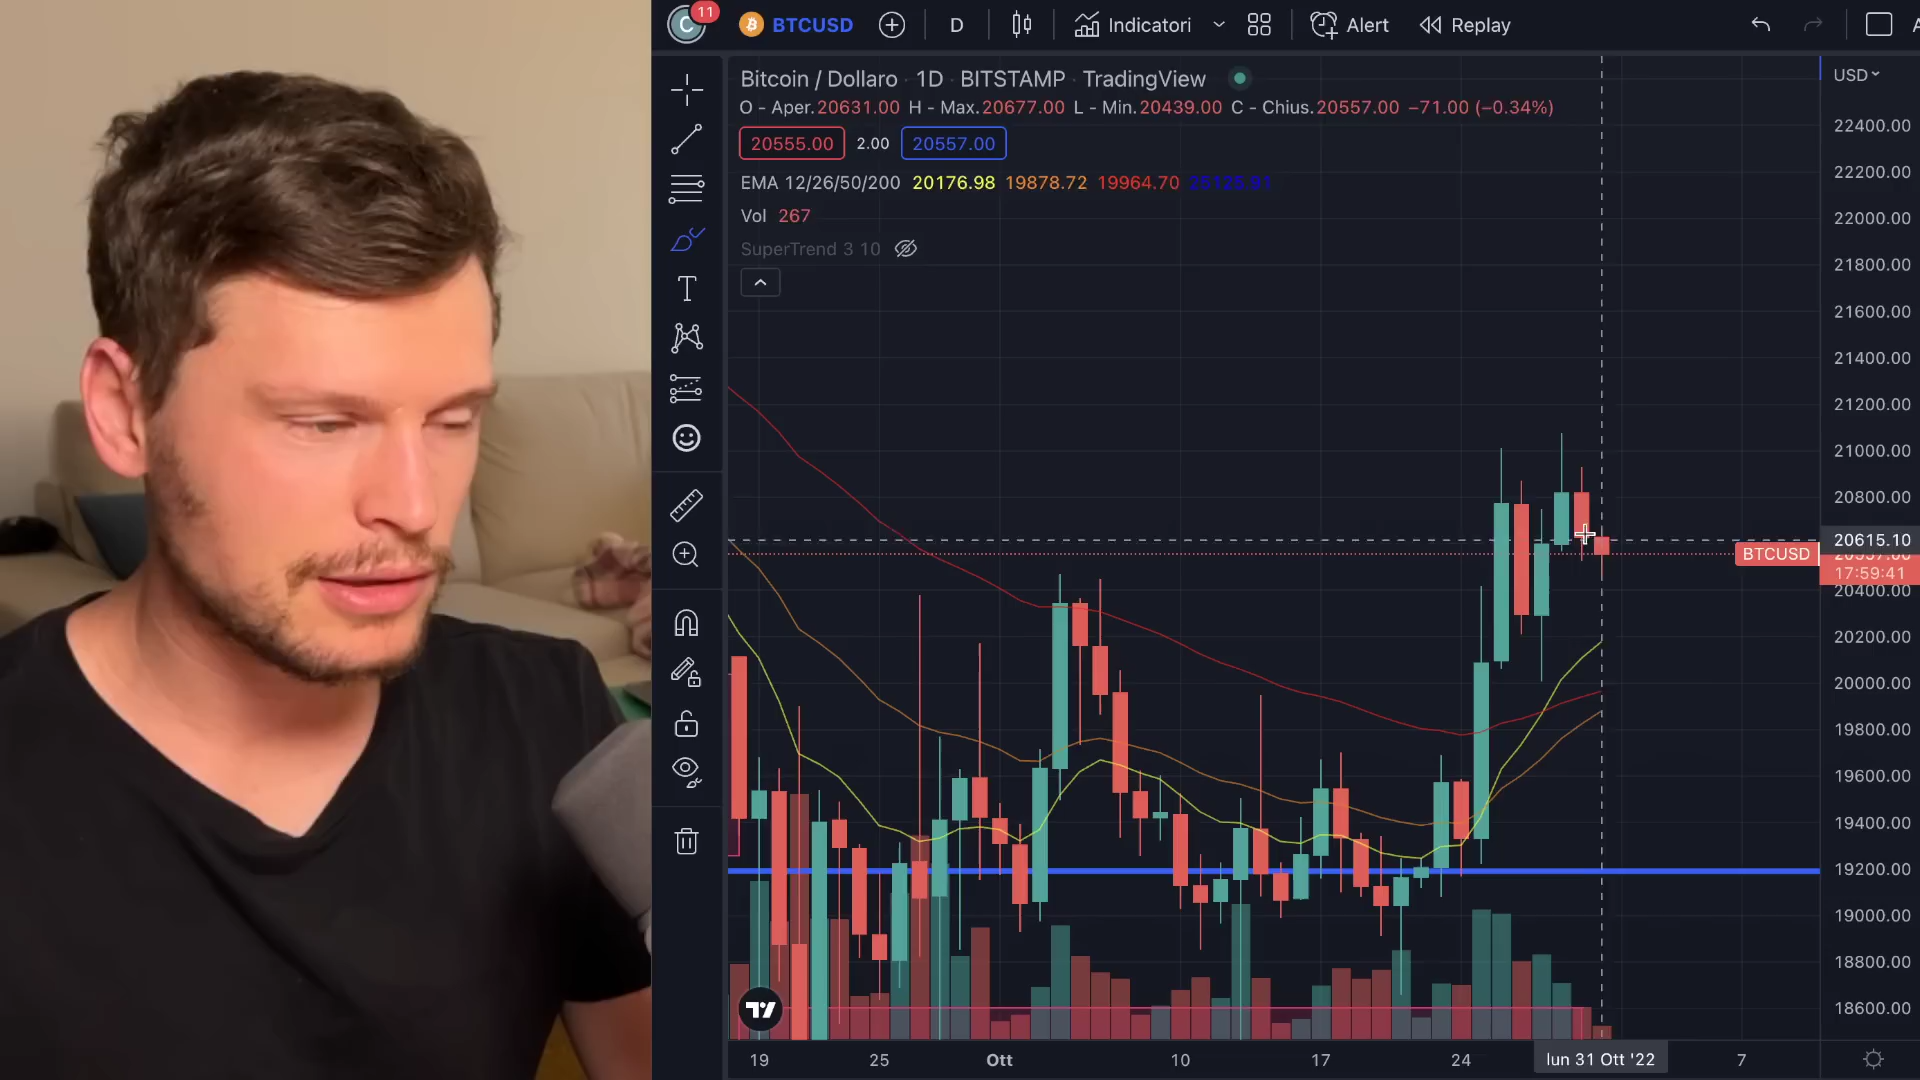 C 11 BTCUSD D Indicatori Alert Replay
Bitcoin / Dollaro · 1D · BITSTAMP · TradingView
O - Aper.20631.00 H - Max.20677.00 L - Min.20439.00 C - Chius.20557.00 −71.00 (−0.34%)
20555.00 2.00 20557.00
EMA 12/26/50/200 20176.98 19878.72 19964.70
Vol 267
SuperTrend 3 10
USD
22400.00
22200.00
22000.00
21800.00
21600.00
21400.00
21200.00
21000.00
20800.00
20615.10
BTCUSD
17:59:41
20400.00
20200.00
20000.00
19800.00
19600.00
19400.00
19200.00
19000.00
18800.00
18600.00
19 25 Ott 10 17 24 lun 31 Ott '22 7